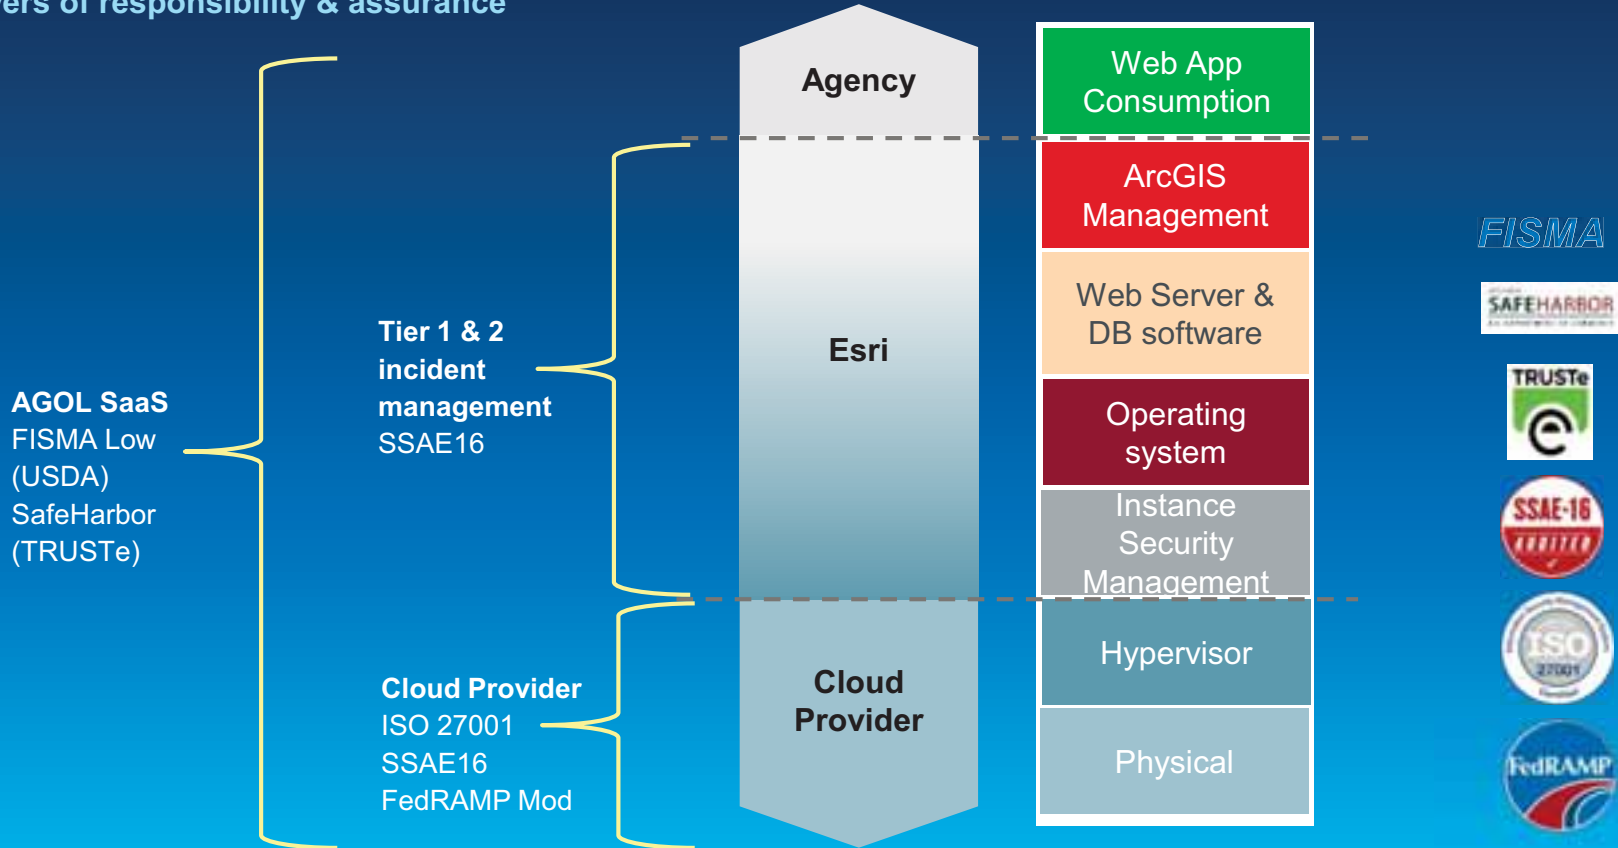 ers of responsibility & assurance
AGOL SaaS
FISMA Low
(USDA)
SafeHarbor
(TRUSTe)
Tier 1 & 2
incident
management
SSAE16
Cloud Provider
ISO 27001
SSAE16
FedRAMP Mod
Agency
Esri
Cloud
Provider
Web App
Consumption
ArcGIS
Management
Web Server &
DB software
Operating
system
Instance
Security
Management
Hypervisor
Physical
FISMA
SAFEHARBOR
TRUSTe
SSAE-16
AUDITED
ISO
27001
FedRAMP